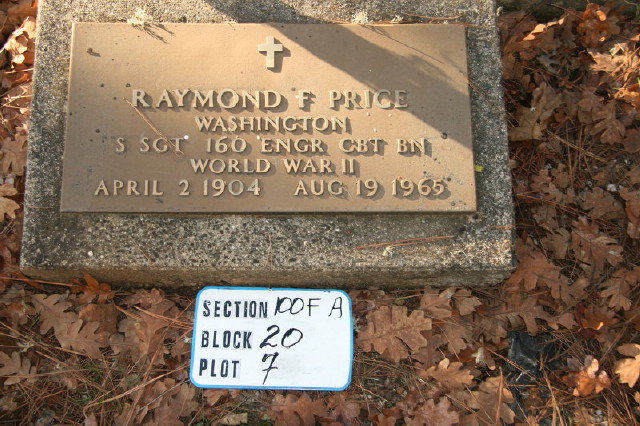 RAYMOND F PRICE
WASHINGTON
S SGT 160 ENGR CBT BN
WORLD WAR II
APRIL 2 1904 AUG 19 1965
SECTION 100F A
BLOCK 20
PLOT 7